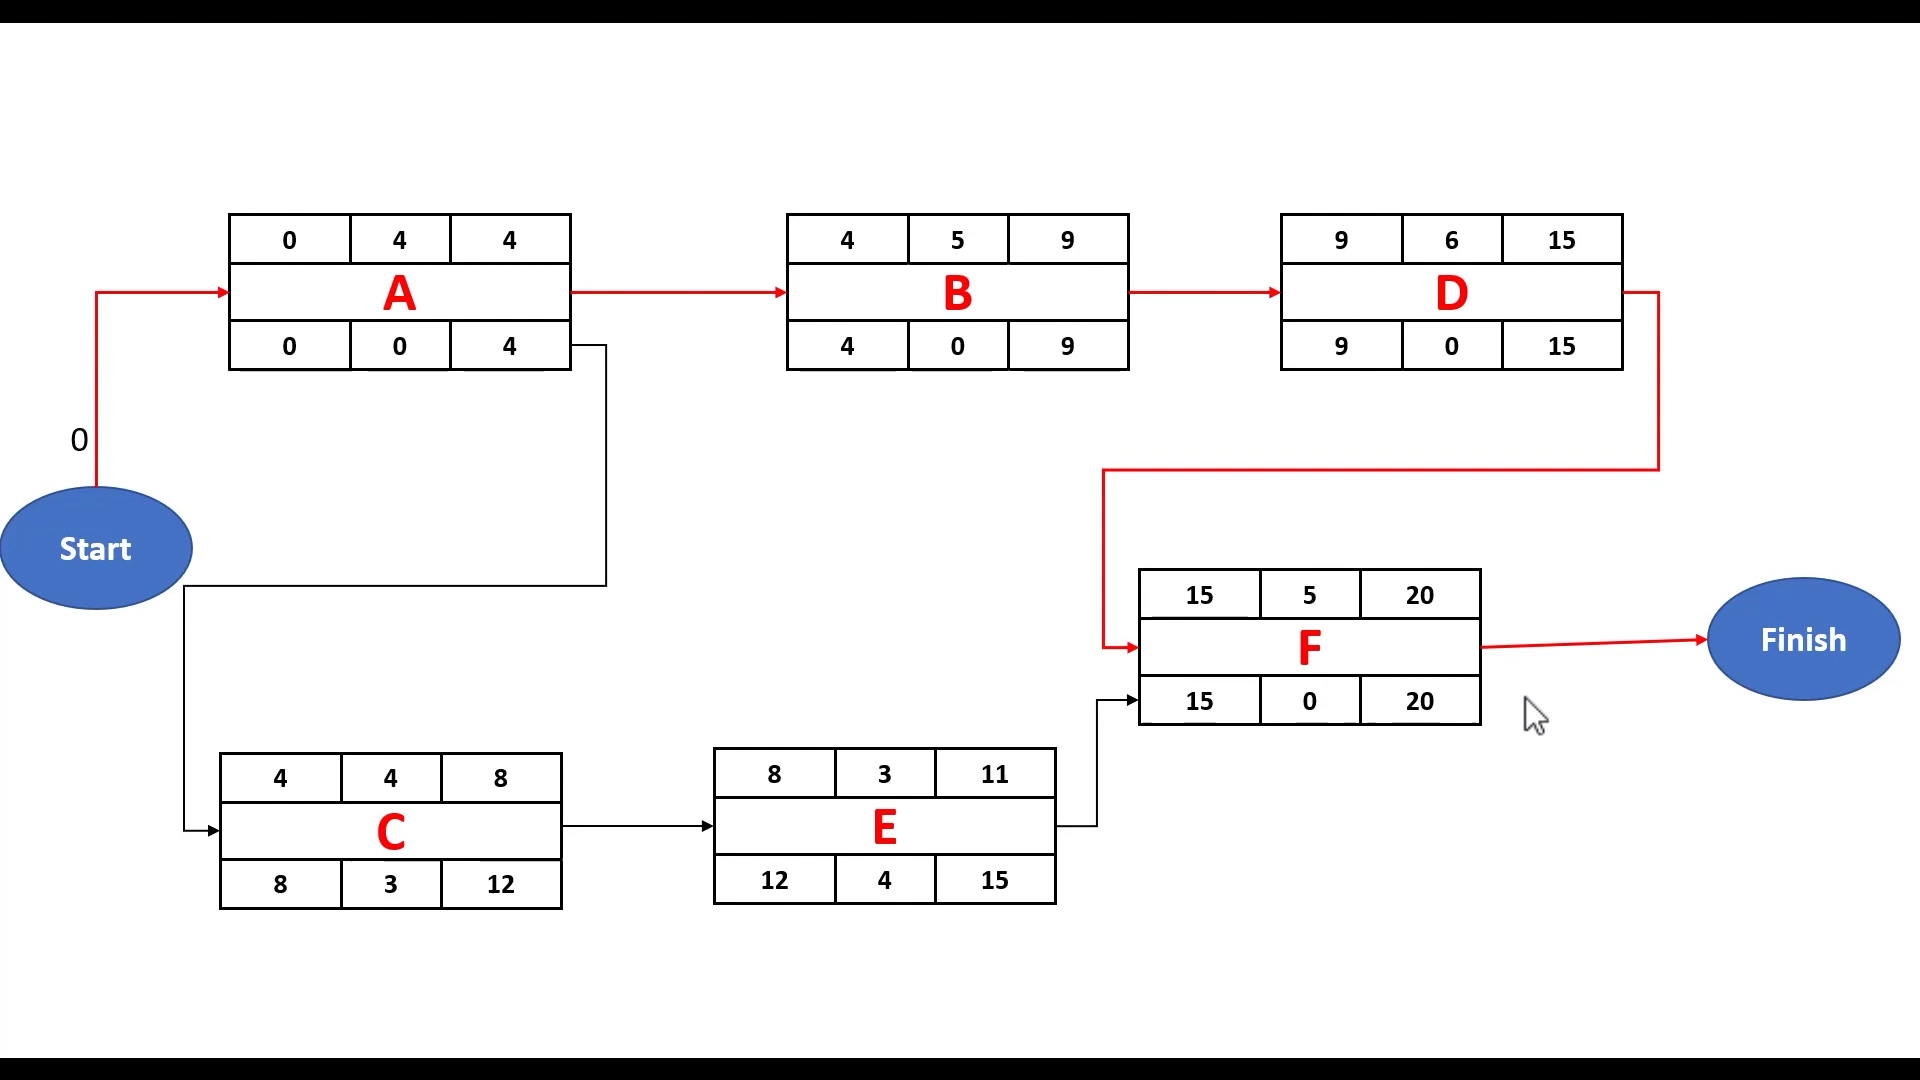 0 4 4
A
0 0 4
4 5 9
B
4 0 9
9 6 15
D
9 0 15
0
Start
15 5 20
F
15 0 20
Finish
4 4 8
C
8 3 12
8 3 11
E
12 4 15